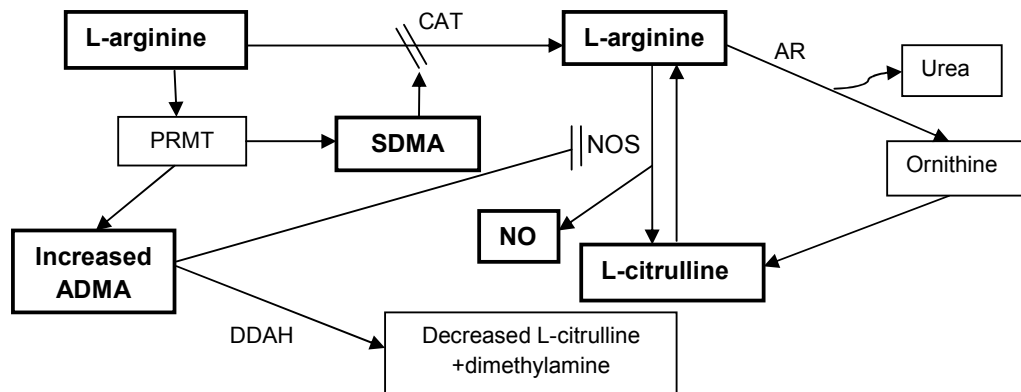 L-arginine
CAT
L-arginine
AR
Urea
PRMT
SDMA
NOS
Ornithine
Increased
ADMA
NO
L-citrulline
DDAH
Decreased L-citrulline
+dimethylamine